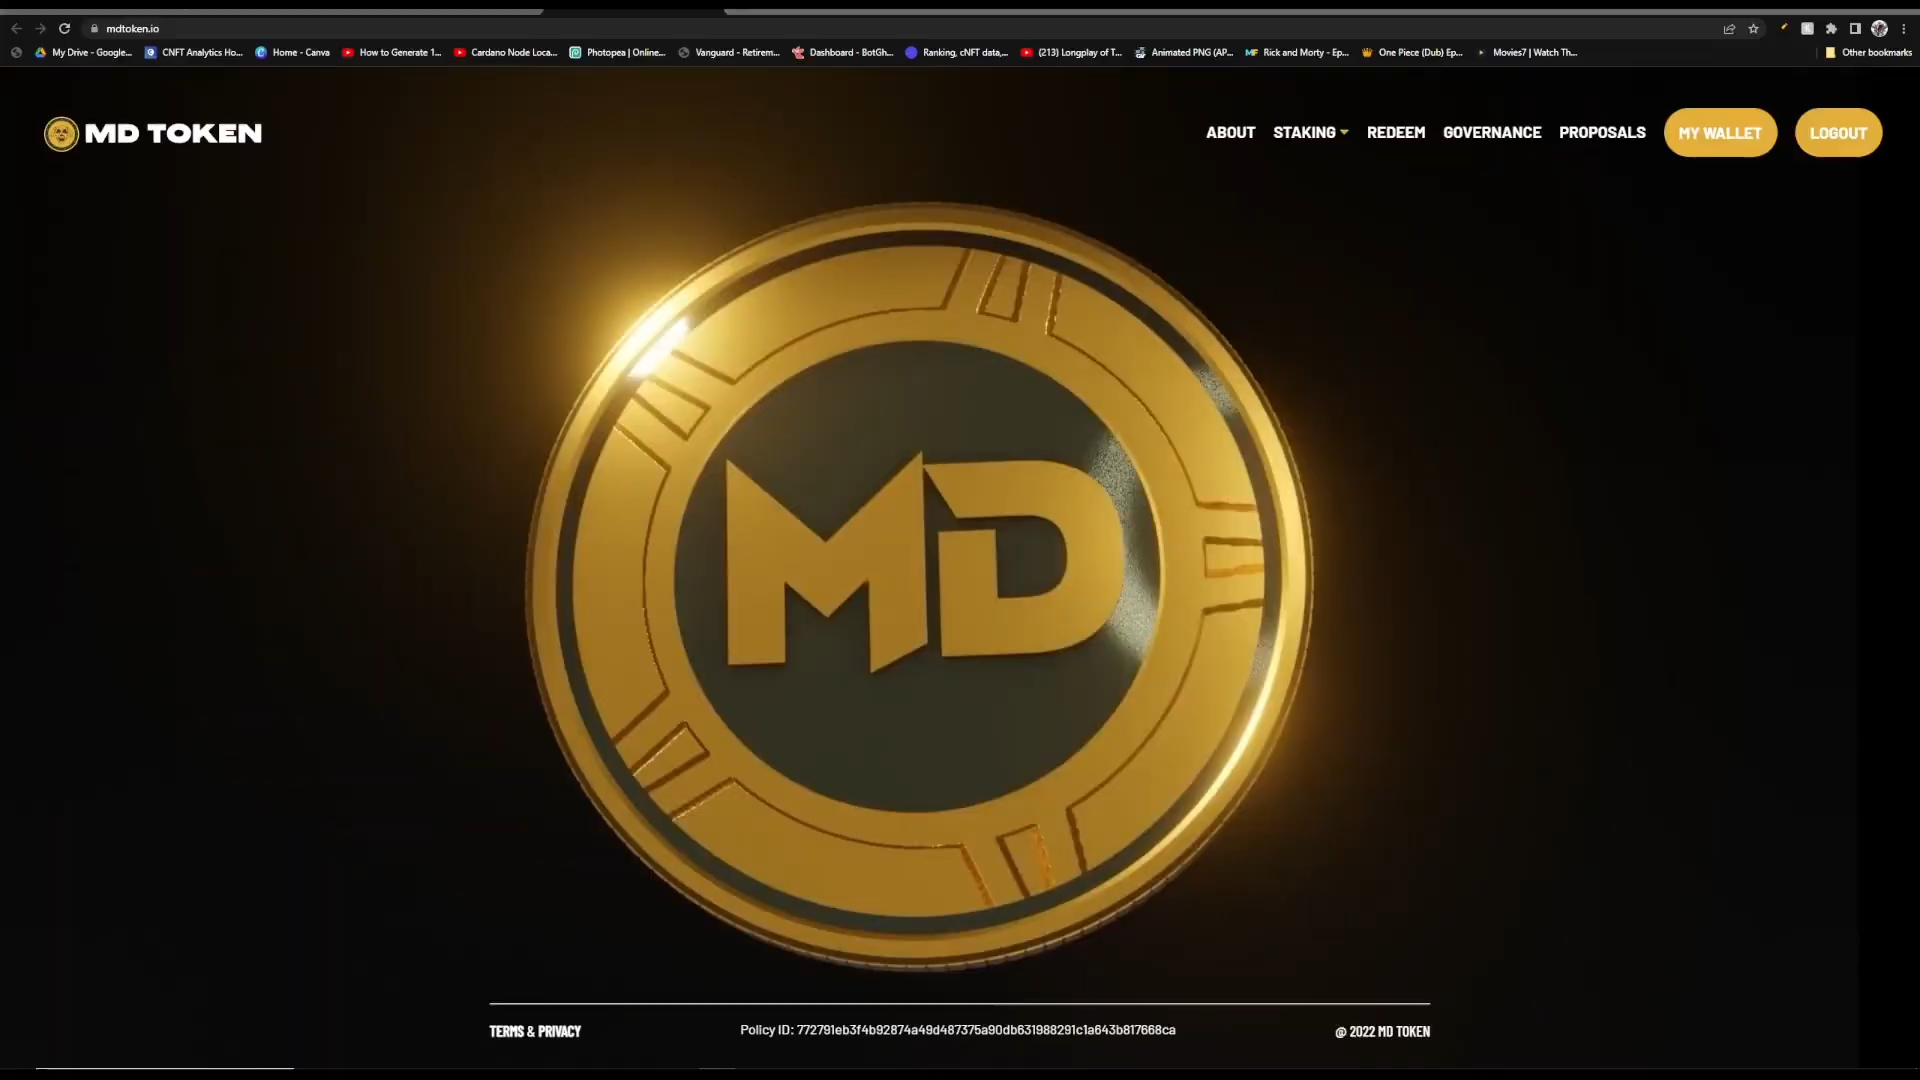 mdtoken.io
My Drive - Google...
CNFT Analytics Ho...
Home - Canva
How to Generate 1...
Cardano Node Loca...
Photopea | Online...
Vanguard - Retirem...
Dashboard - BotGh...
Ranking, cNFT data,...
(213) Longplay of T...
Animated PNG (AP...
Rick and Morty - Ep...
One Piece (Dub) Ep...
Movies7 | Watch Th...
Other bookmarks
MD TOKEN
ABOUT
STAKING
REDEEM
GOVERNANCE
PROPOSALS
MY WALLET
LOGOUT
MD
TERMS & PRIVACY
Policy ID: 772791eb3f4b92874a49d487375a90db631988291c1a643b817668ca
@ 2022 MD TOKEN